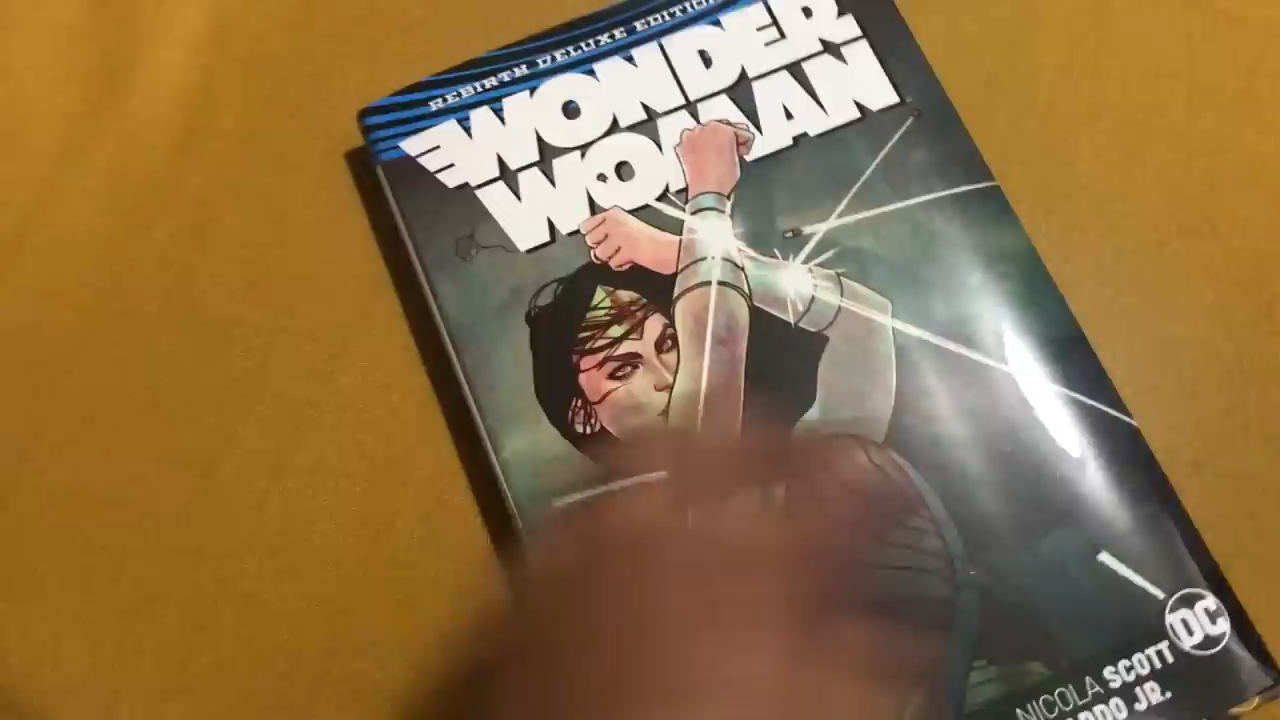 REBIRTH DELUXE EDITION
WONDER
WOMAN
DC
NICOLA SCOTT
JR.